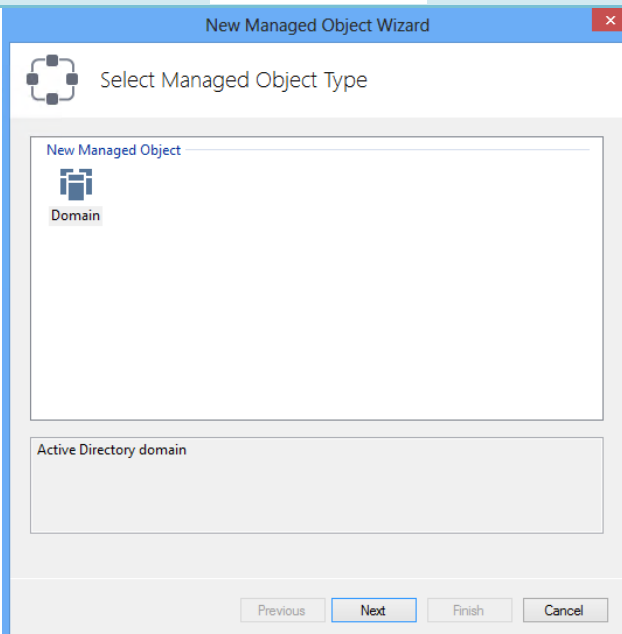 New Managed Object Wizard
Select Managed Object Type
New Managed Object
Domain
Active Directory domain
Previous Next Finish Cancel